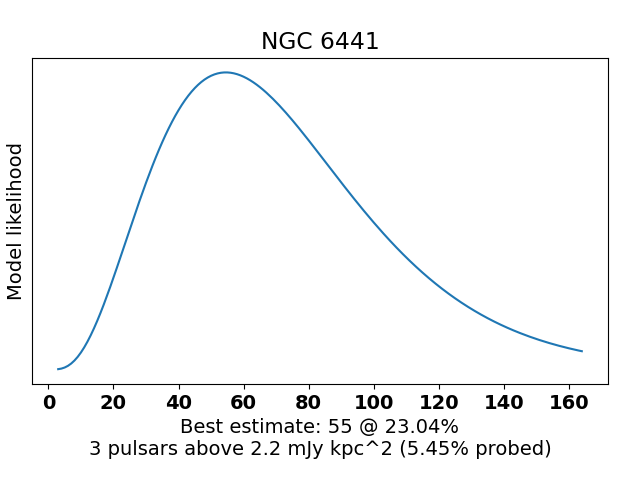 NGC 6441
Model likelihood
0 20 40 60 80 100 120 140 160
Best estimate: 55 @ 23.04%
3 pulsars above 2.2 mJy kpc^2 (5.45% probed)